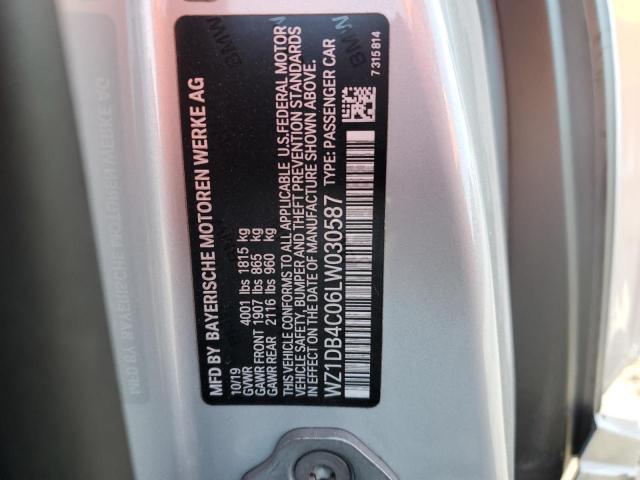 MFD BY BAYERISCHE MOTOREN WERKE AG
10/19
GVWR 4001 lbs 1815 kg
GAWR FRONT 1907 lbs 865 kg
GAWR REAR 2116 lbs 960 kg
THIS VEHICLE CONFORMS TO ALL APPLICABLE U.S.FEDERAL MOTOR
VEHICLE SAFETY, BUMPER AND THEFT PREVENTION STANDARDS
IN EFFECT ON THE DATE OF MANUFACTURE SHOWN ABOVE.
WZ1DB4C06LW030587 TYPE: PASSENGER CAR
7 315 814
BMW
BMW